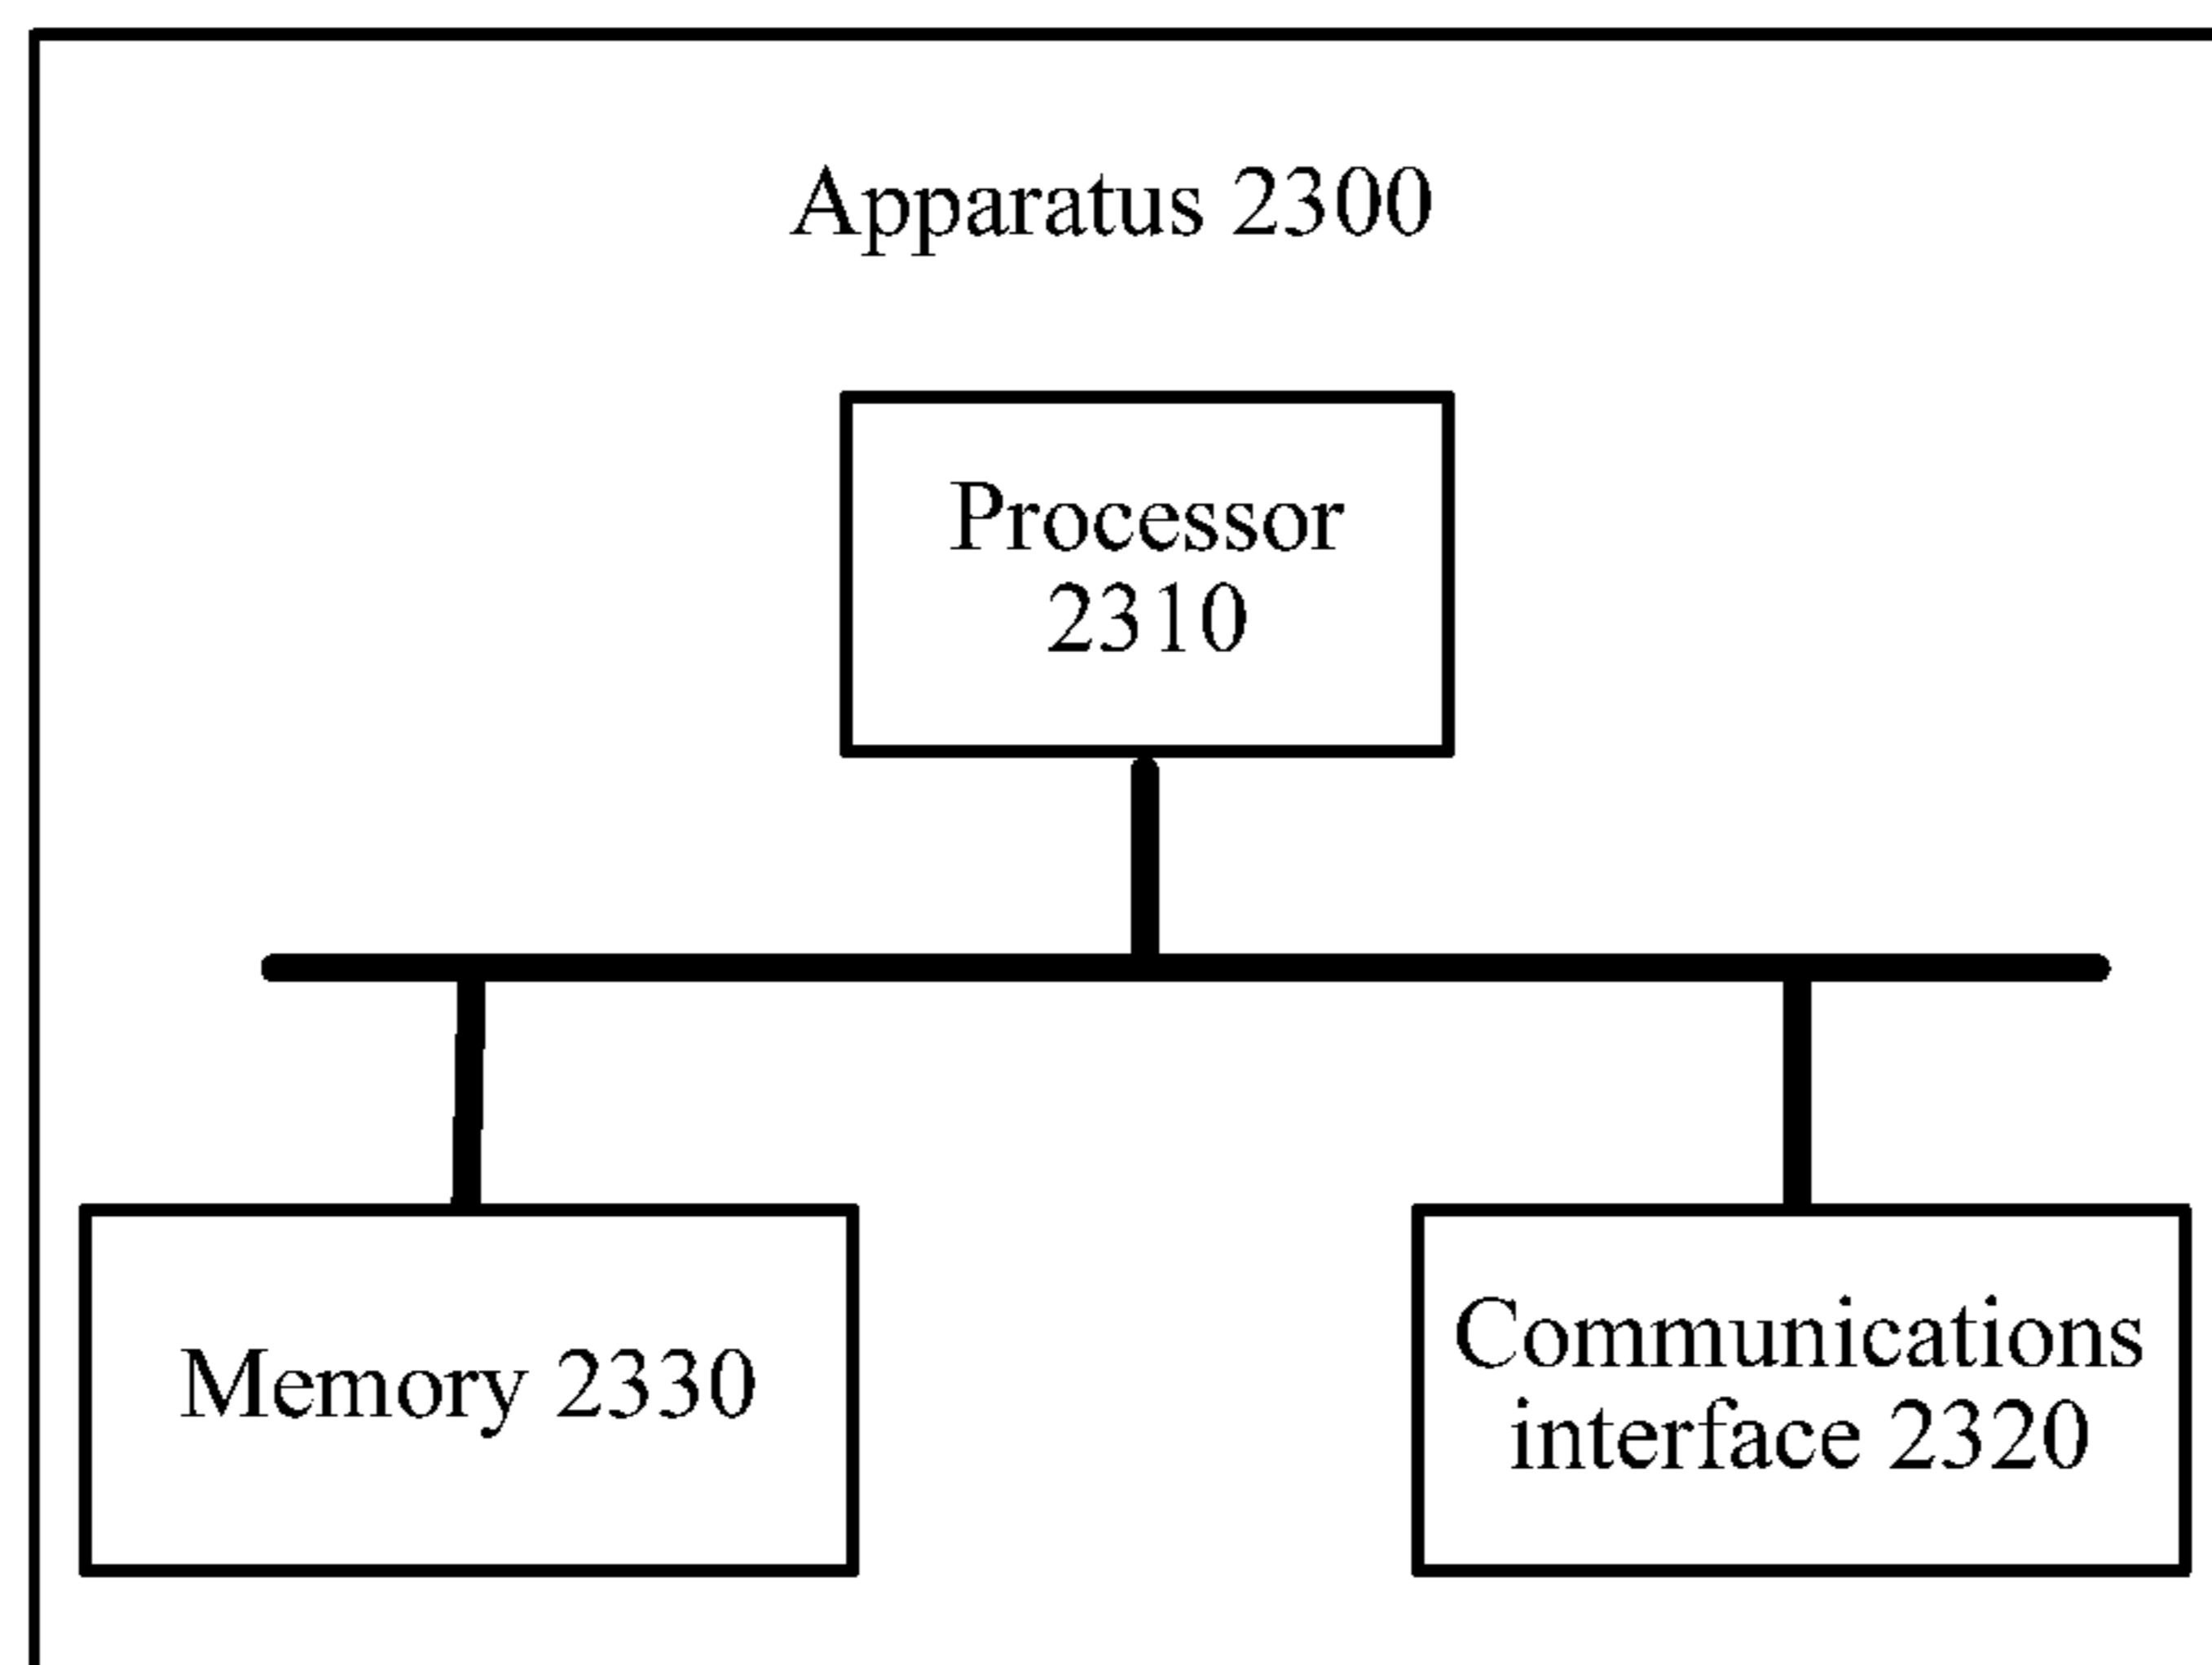 Apparatus 2300
Processor
2310
Memory 2330
Communications
interface 2320